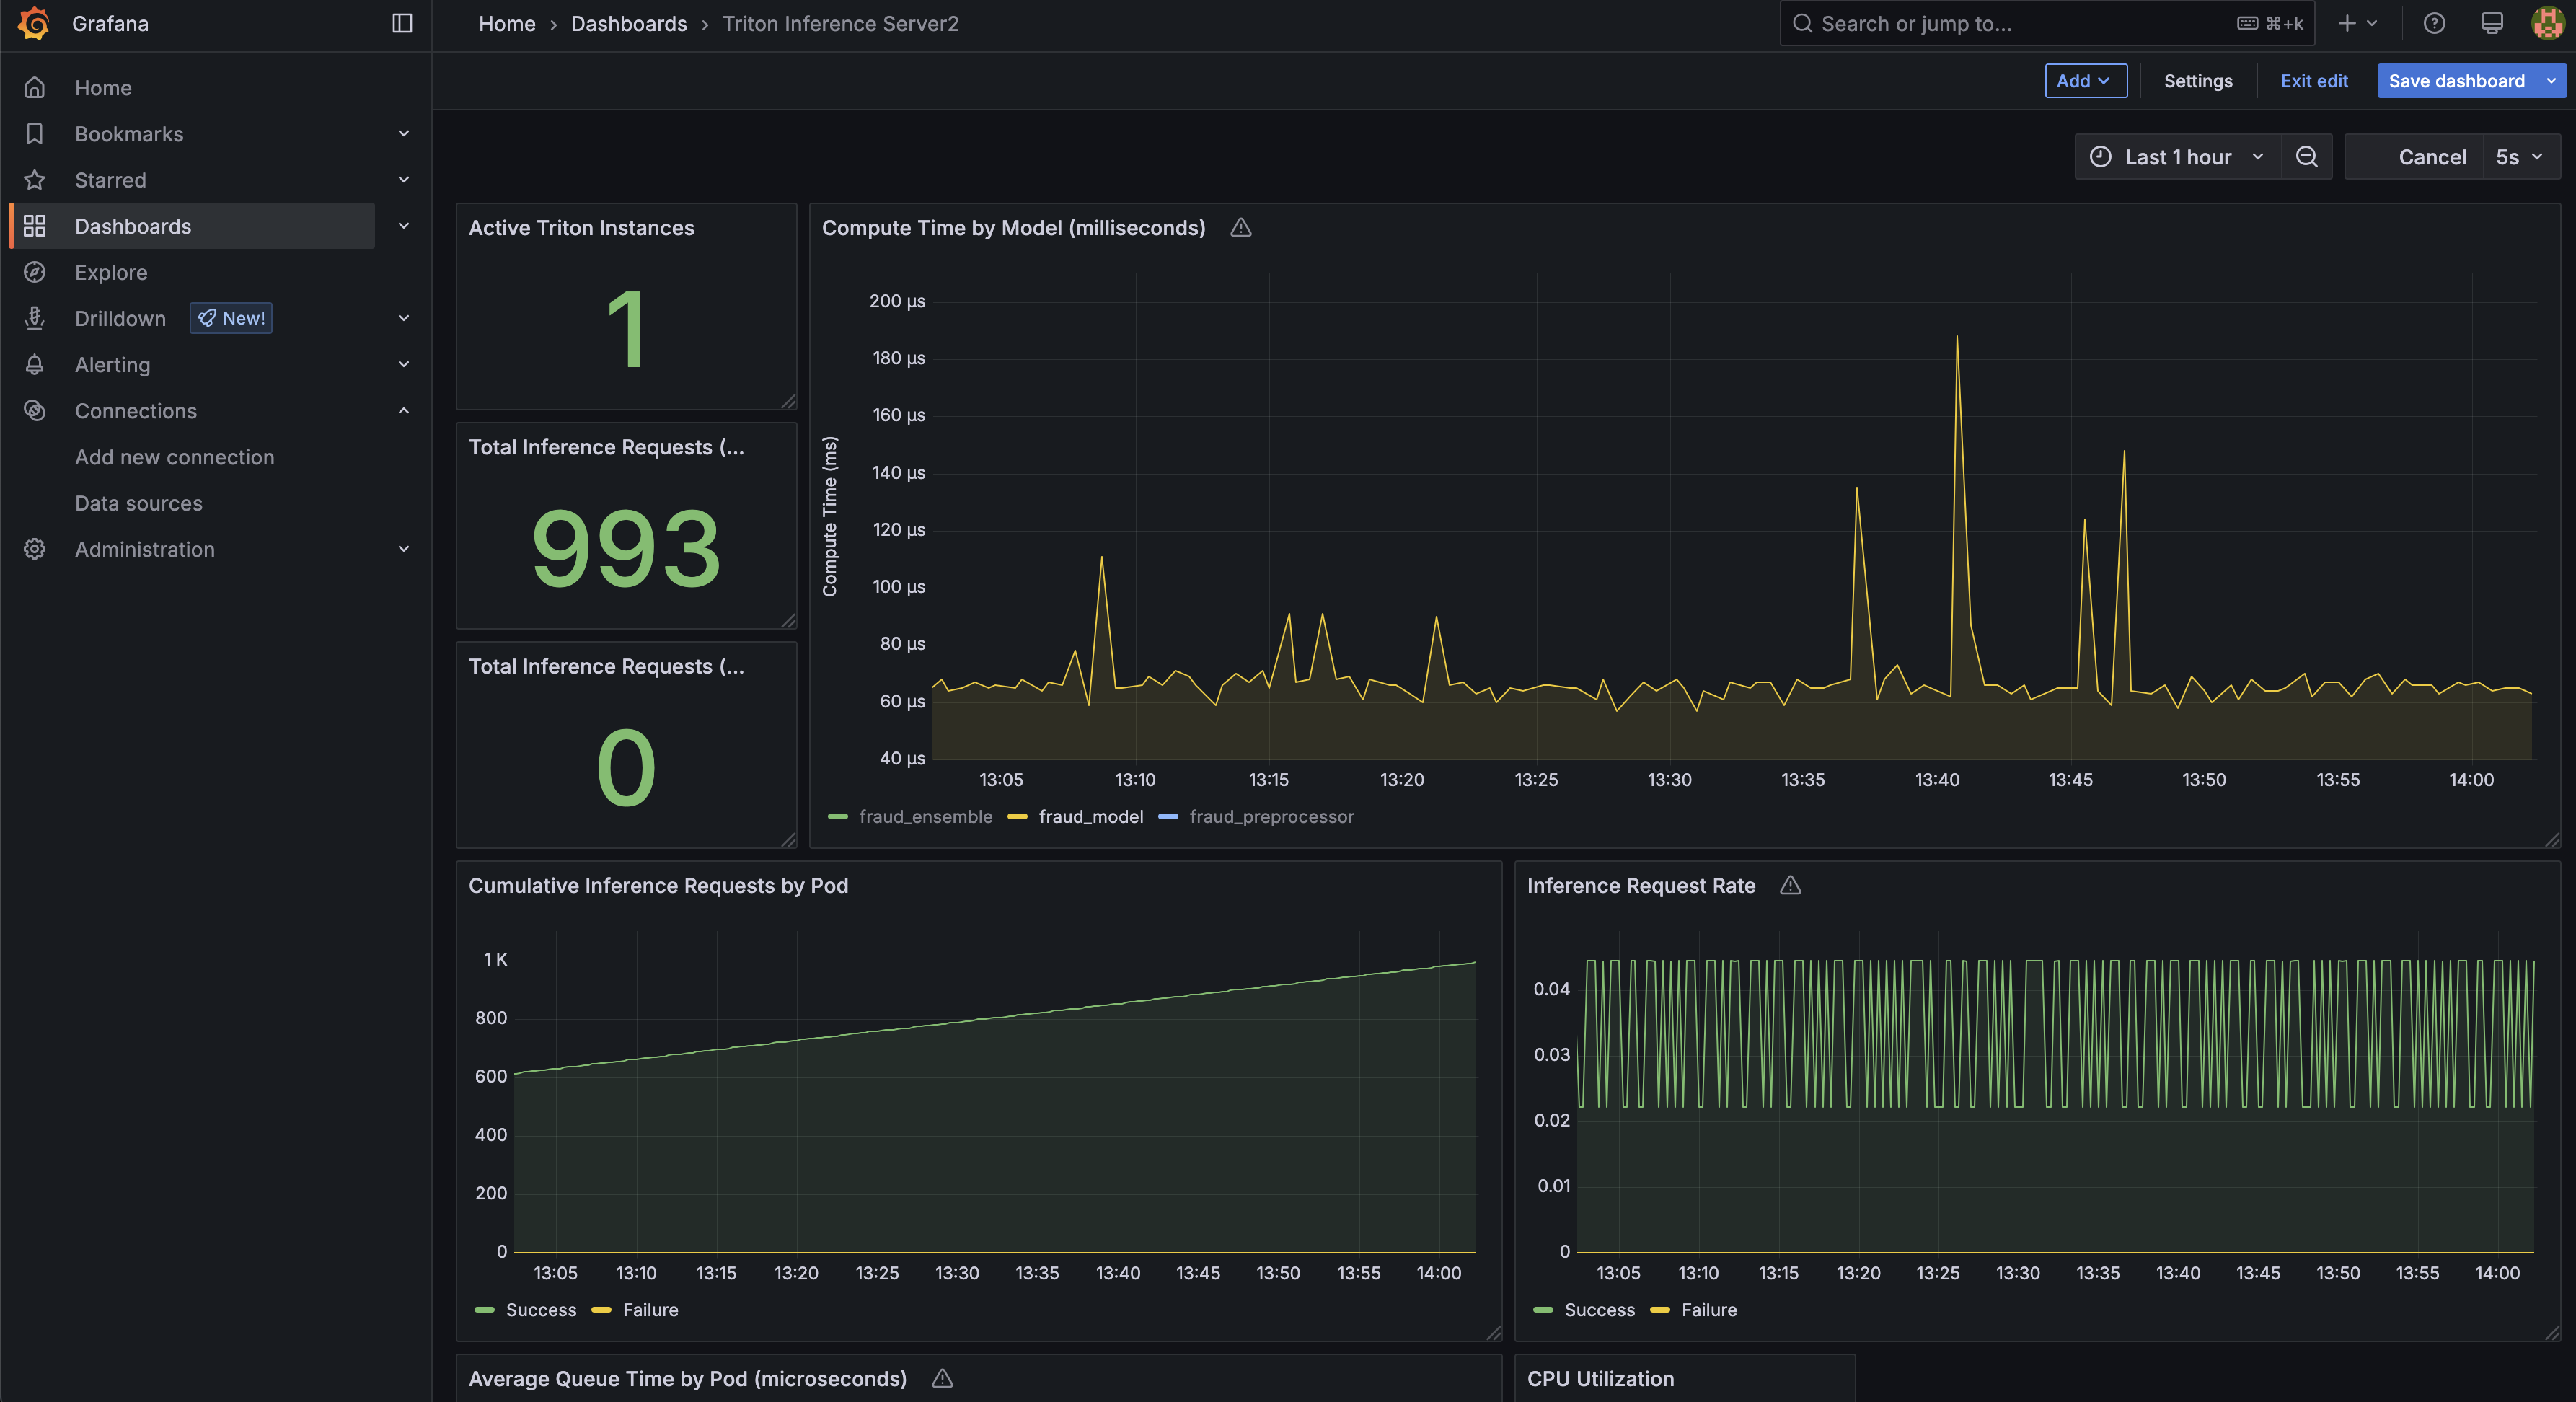 Grafana
Home › Dashboards › Triton Inference Server2
Search or jump to...
⌘+k
Add
Settings
Exit edit
Save dashboard
Last 1 hour
Cancel
5s
Home
Bookmarks
Starred
Dashboards
Explore
Drilldown
New!
Alerting
Connections
Add new connection
Data sources
Administration
Active Triton Instances
1
Total Inference Requests (...
993
Total Inference Requests (...
0
Compute Time by Model (milliseconds)
Compute Time (ms)
200 µs
180 µs
160 µs
140 µs
120 µs
100 µs
80 µs
60 µs
40 µs
13:05 13:10 13:15 13:20 13:25 13:30 13:35 13:40 13:45 13:50 13:55 14:00
fraud_ensemble fraud_model fraud_preprocessor
Cumulative Inference Requests by Pod
1 K
800
600
400
200
0
13:05 13:10 13:15 13:20 13:25 13:30 13:35 13:40 13:45 13:50 13:55 14:00
Success Failure
Inference Request Rate
0.04
0.03
0.02
0.01
0
13:05 13:10 13:15 13:20 13:25 13:30 13:35 13:40 13:45 13:50 13:55 14:00
Success Failure
Average Queue Time by Pod (microseconds)
CPU Utilization